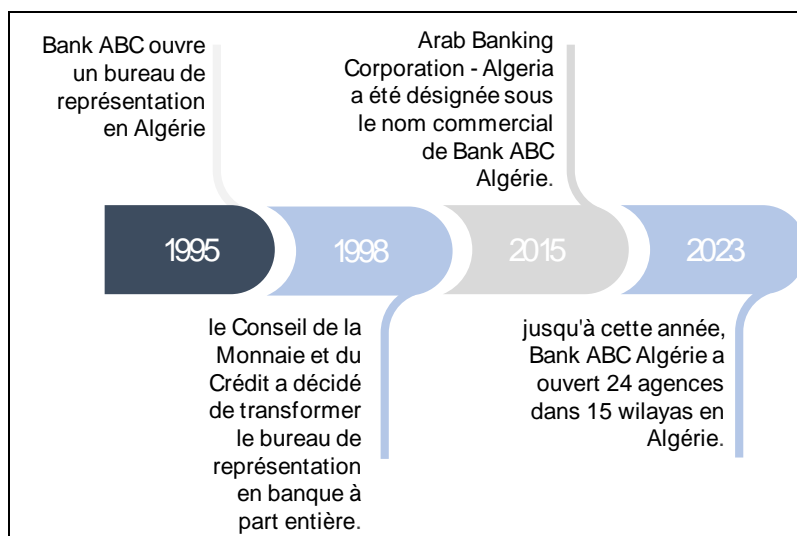 Bank ABC ouvre
un bureau de
représentation
en Algérie
Arab Banking
Corporation - Algeria
a été désignée sous
le nom commercial
de Bank ABC
Algérie.
1995
1998
2015
2023
le Conseil de la
Monnaie et du
Crédit a décidé
de transformer
le bureau de
représentation
en banque à
part entière.
jusqu'à cette année,
Bank ABC Algérie a
ouvert 24 agences
dans 15 wilayas en
Algérie.